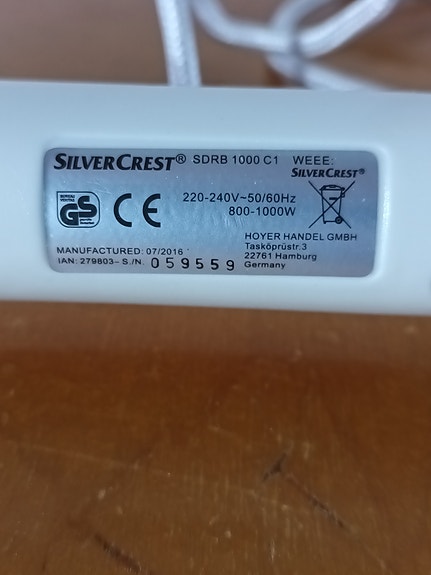 SILVERCREST® SDRB 1000 C1 WEEE:
SILVERCREST®
GS CE
220-240V~50/60Hz
800-1000W
HOYER HANDEL GMBH
Tasköprüstr.3
22761 Hamburg
Germany
MANUFACTURED: 07/2016
IAN: 279803– S./N. 059559